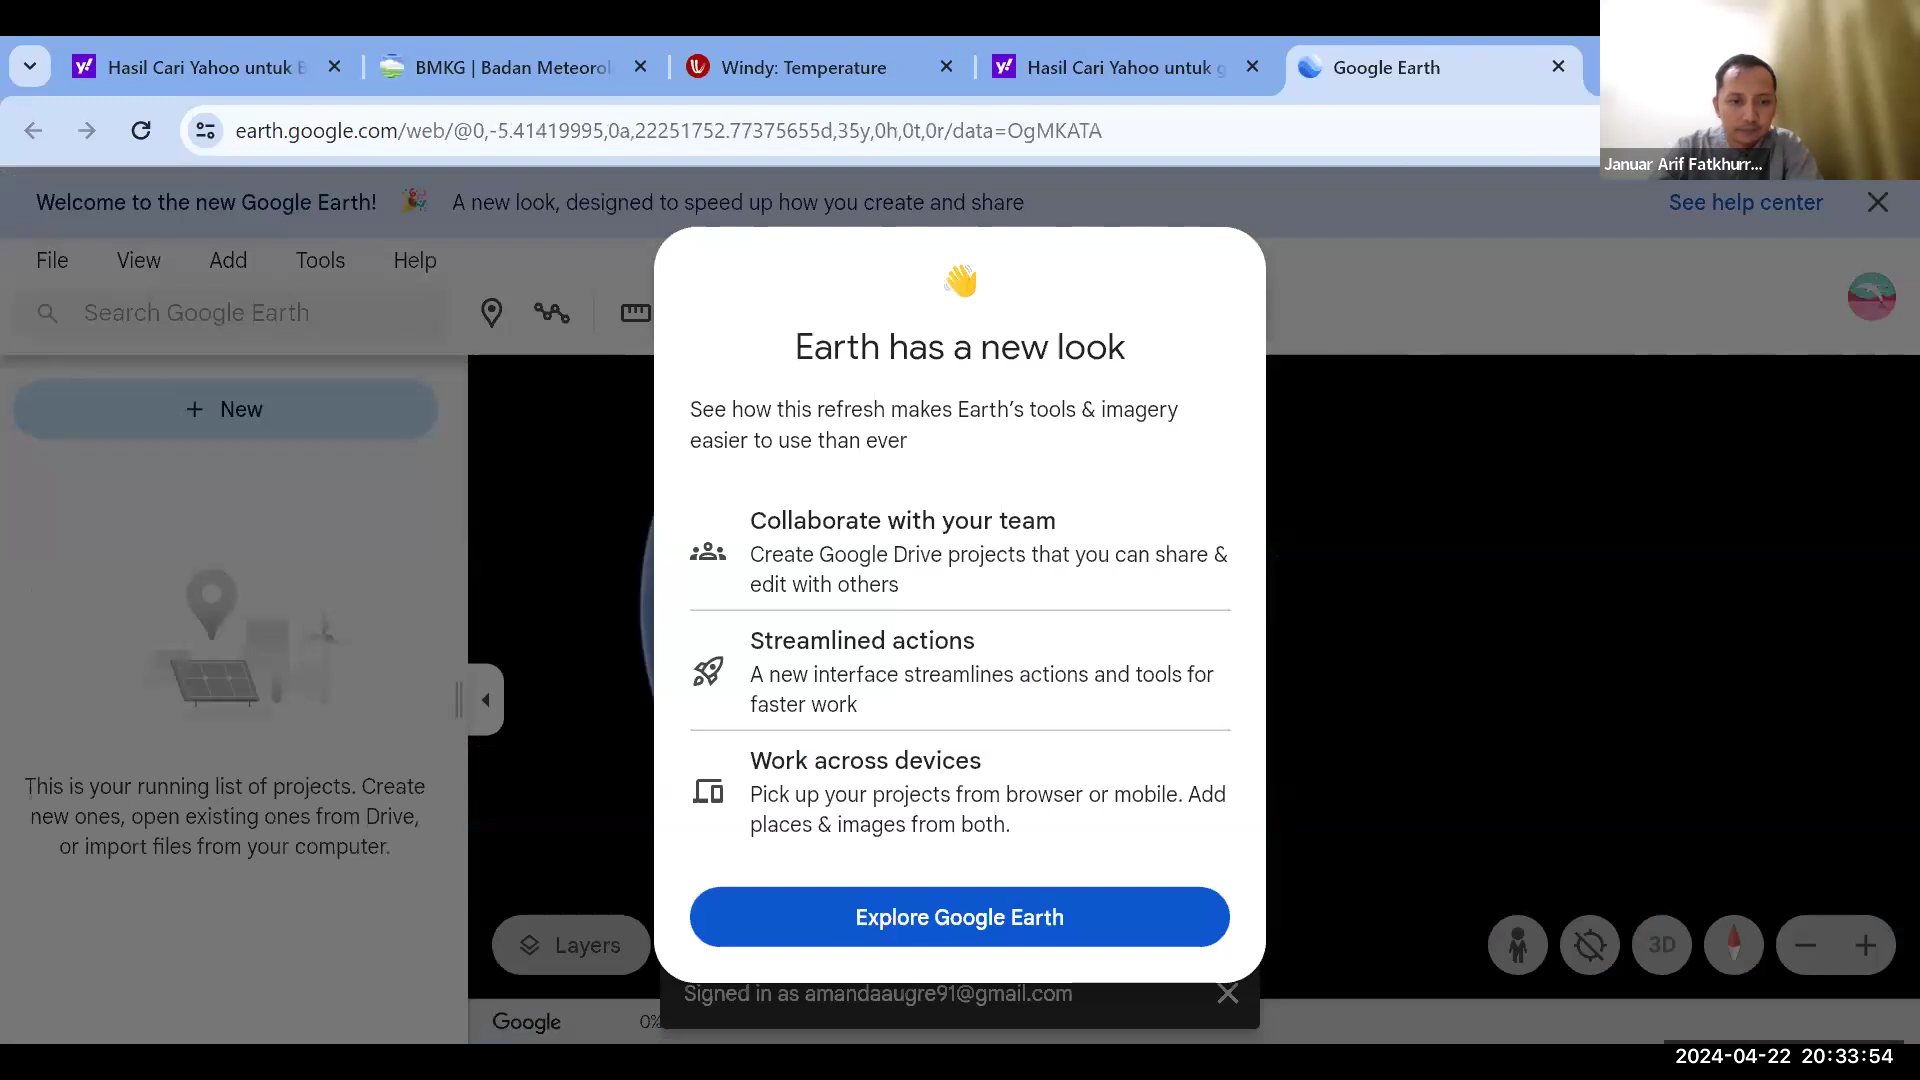 Hasil Cari Yahoo untuk B
BMKG | Badan Meteorol
Windy: Temperature
Hasil Cari Yahoo untuk g
Google Earth
earth.google.com/web/@0,-5.41419995,0a,22251752.77375655d,35y,0h,0t,0r/data=OgMKATA
Januar Arif Fatkhurr...
Welcome to the new Google Earth! A new look, designed to speed up how you create and share
See help center
File View Add Tools Help
Search Google Earth
New
This is your running list of projects. Create
new ones, open existing ones from Drive,
or import files from your computer.
Earth has a new look
See how this refresh makes Earth's tools & imagery
easier to use than ever
Collaborate with your team
Create Google Drive projects that you can share &
edit with others
Streamlined actions
A new interface streamlines actions and tools for
faster work
Work across devices
Pick up your projects from browser or mobile. Add
places & images from both.
Explore Google Earth
Layers
3D
Signed in as amandaaugre91@gmail.com
Google
0%
2024-04-22 20:33:54